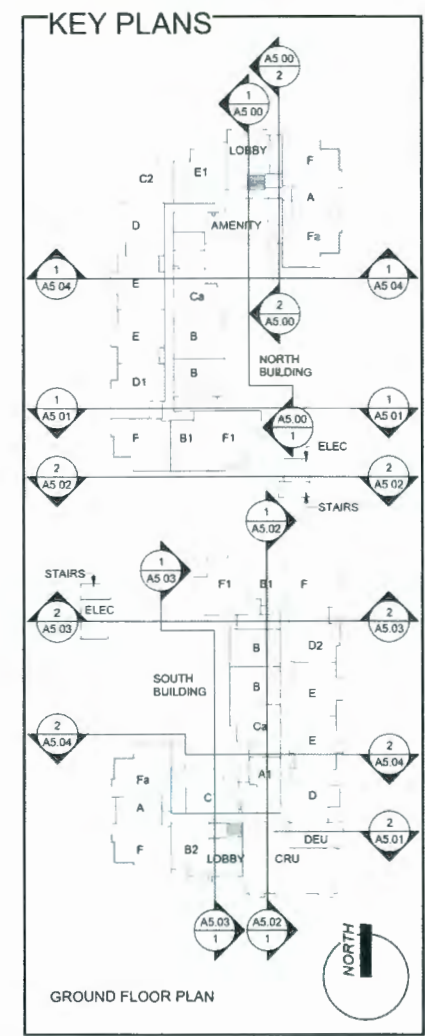 KEY PLANS
A5.00
2
1
A5.00
LOBBY
F
E1
C2
A
D
AMENITY
Fa
1
A5.04
1
A5.04
E
Ca
2
A5.00
E
B
NORTH
BUILDING
B
D1
1
A5.01
1
A5.01
A5.00
1
F
B1
F1
ELEC
2
A5.02
2
A5.02
STAIRS
1
A5.02
1
A5.03
STAIRS
F1
B1
F
ELEC
2
A5.03
2
A5.03
B
D2
SOUTH
BUILDING
B
E
Ca
2
A5.04
E
2
A5.04
Fa
A1
A
C
D
F
B2
LOBBY
DEU
2
A5.01
CRU
A5.03
1
A5.02
1
NORTH
GROUND FLOOR PLAN